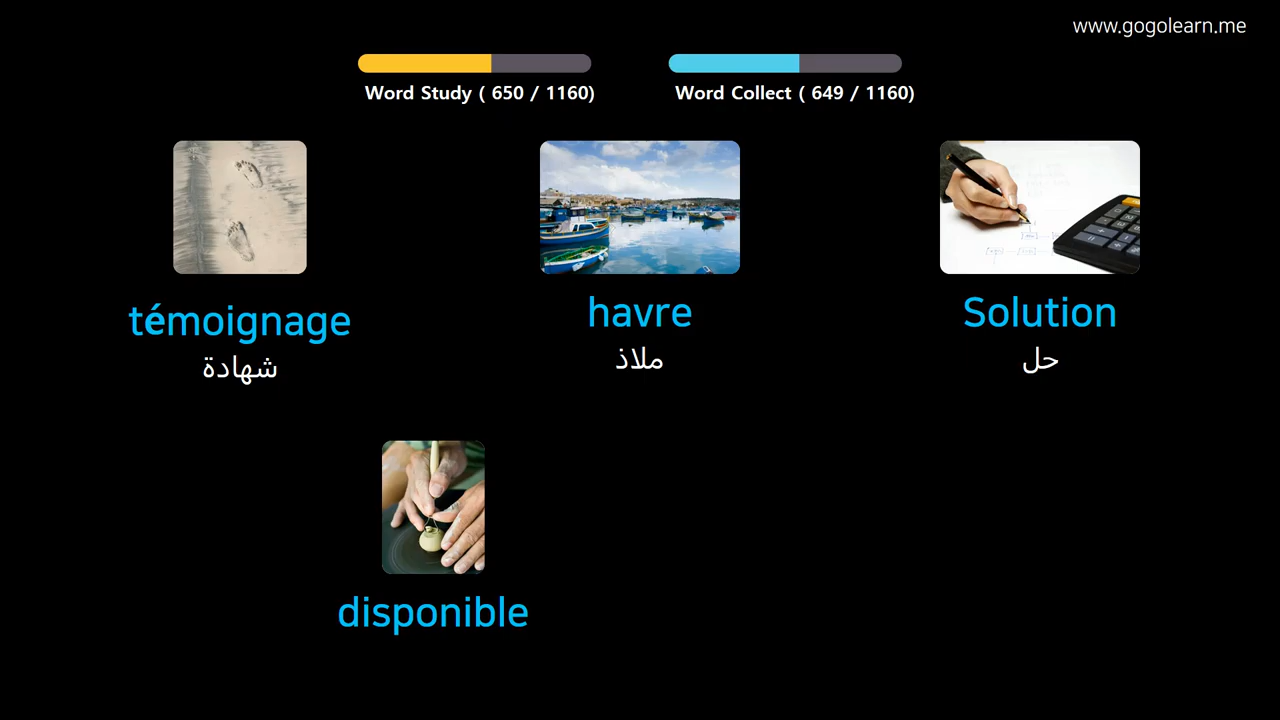 www.gogolearn.me
Word Study ( 650 / 1160)
Word Collect ( 649 / 1160)
témoignage
شهادة
havre
ملاذ
Solution
حل
disponible